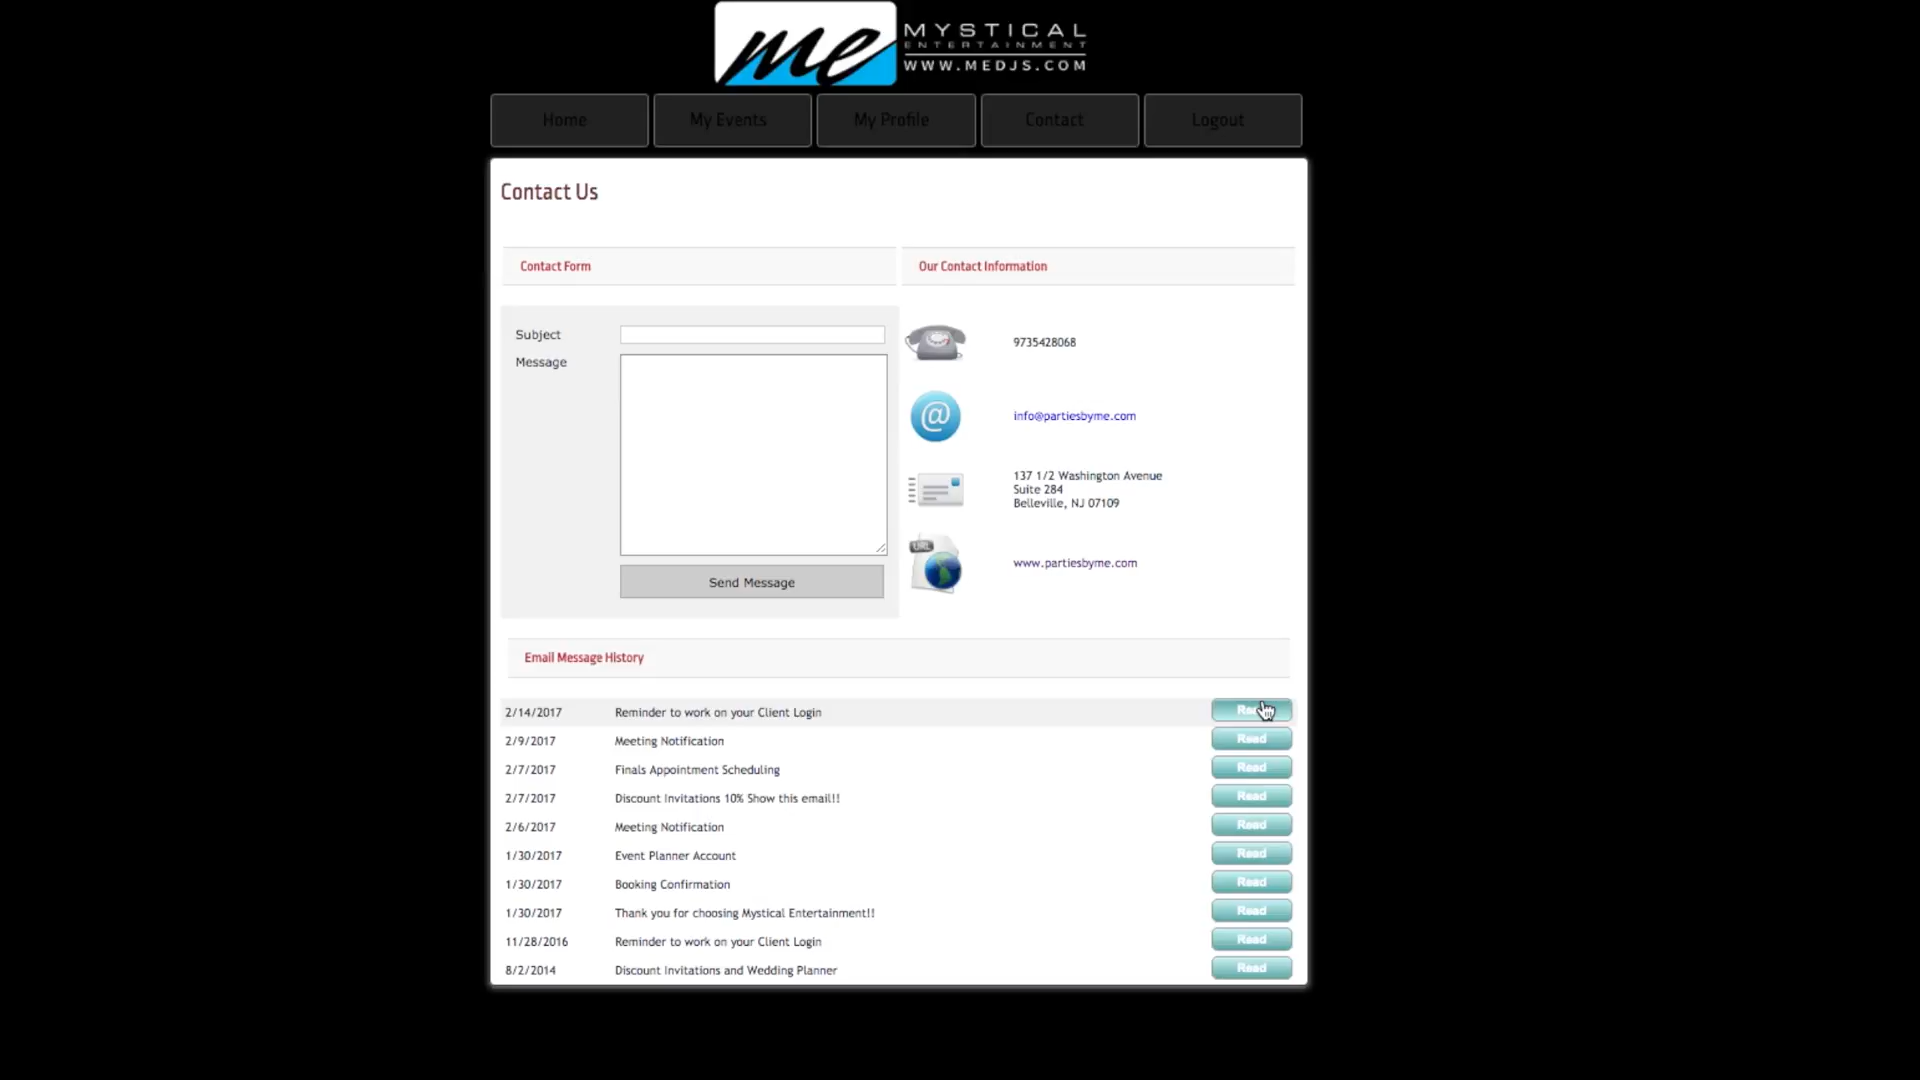 me
MYSTICAL
ENTERTAINMENT
WWW.MEDJS.COM
Home
My Events
My Profile
Contact
Logout
Contact Us
Contact Form
Our Contact Information
Subject
Message
Send Message
9735428068
@
info@partiesbyme.com
137 1/2 Washington Avenue
Suite 284
Belleville, NJ 07109
URL
www.partiesbyme.com
Email Message History
2/14/2017 Reminder to work on your Client Login
2/9/2017 Meeting Notification Read
2/7/2017 Finals Appointment Scheduling Read
2/7/2017 Discount Invitations 10% Show this email!! Read
2/6/2017 Meeting Notification Read
1/30/2017 Event Planner Account Read
1/30/2017 Booking Confirmation Read
1/30/2017 Thank you for choosing Mystical Entertainment!! Read
11/28/2016 Reminder to work on your Client Login Read
8/2/2014 Discount Invitations and Wedding Planner Read